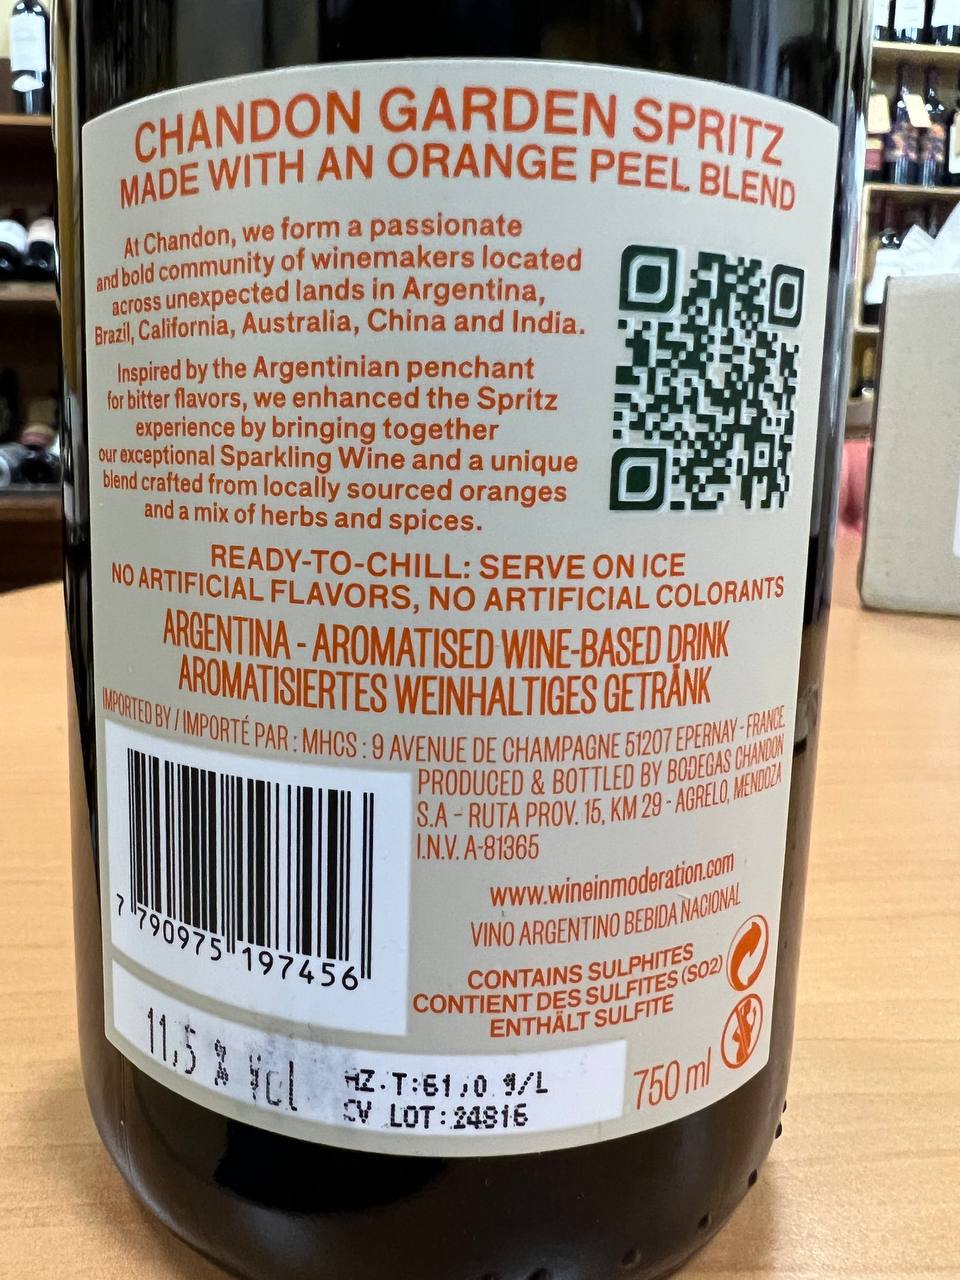 CHANDON GARDEN SPRITZ
MADE WITH AN ORANGE PEEL BLEND
At Chandon, we form a passionate
and bold community of winemakers located
across unexpected lands in Argentina,
Brazil, California, Australia, China and India.
Inspired by the Argentinian penchant
for bitter flavors, we enhanced the Spritz
experience by bringing together
our exceptional Sparkling Wine and a unique
blend crafted from locally sourced oranges
and a mix of herbs and spices.
READY-TO-CHILL: SERVE ON ICE
NO ARTIFICIAL FLAVORS, NO ARTIFICIAL COLORANTS
ARGENTINA - AROMATISED WINE-BASED DRINK
AROMATISIERTES WEINHALTIGES GETRÄNK
IMPORTED BY / IMPORTÉ PAR : MHCS : 9 AVENUE DE CHAMPAGNE 51207 EPERNAY - FRANCE.
PRODUCED & BOTTLED BY BODEGAS CHANDON
S.A - RUTA PROV. 15, KM 29 - AGRELO, MENDOZA
I.N.V. A-81365
www.wineinmoderation.com
VINO ARGENTINO BEBIDA NACIONAL
CONTAINS SULPHITES
CONTIENT DES SULFITES (SO2)
ENTHÄLT SULFITE
7 790975 197456
11,5 % Vol
AZ.T:61,0 g/L
CV LOT:24816
750 ml